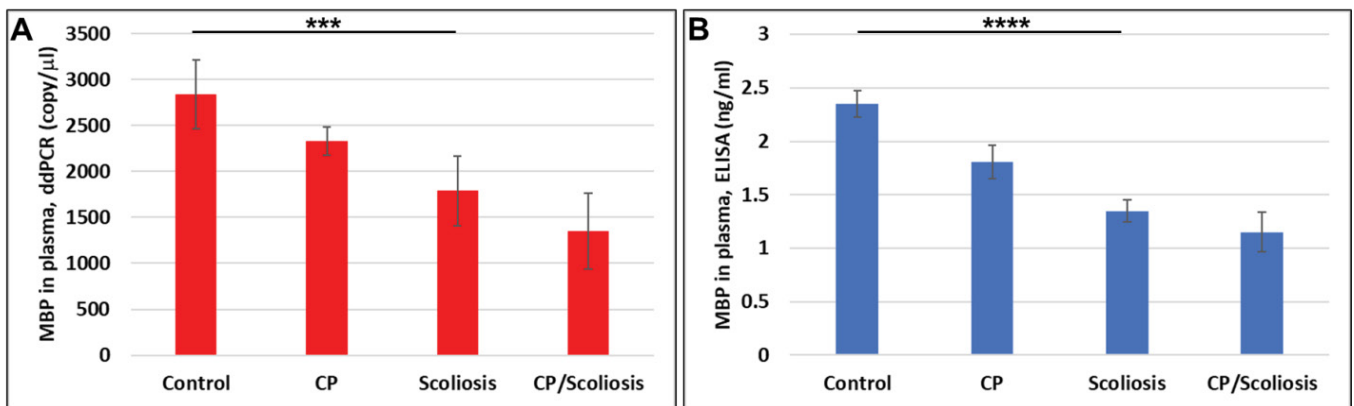 A
***
3500
3000
2500
2000
1500
1000
500
0
MBP in plasma, ddPCR (copy/µl)
Control CP Scoliosis CP/Scoliosis
B
****
3
2.5
2
1.5
1
0.5
0
MBP in plasma, ELISA (ng/ml)
Control CP Scoliosis CP/Scoliosis